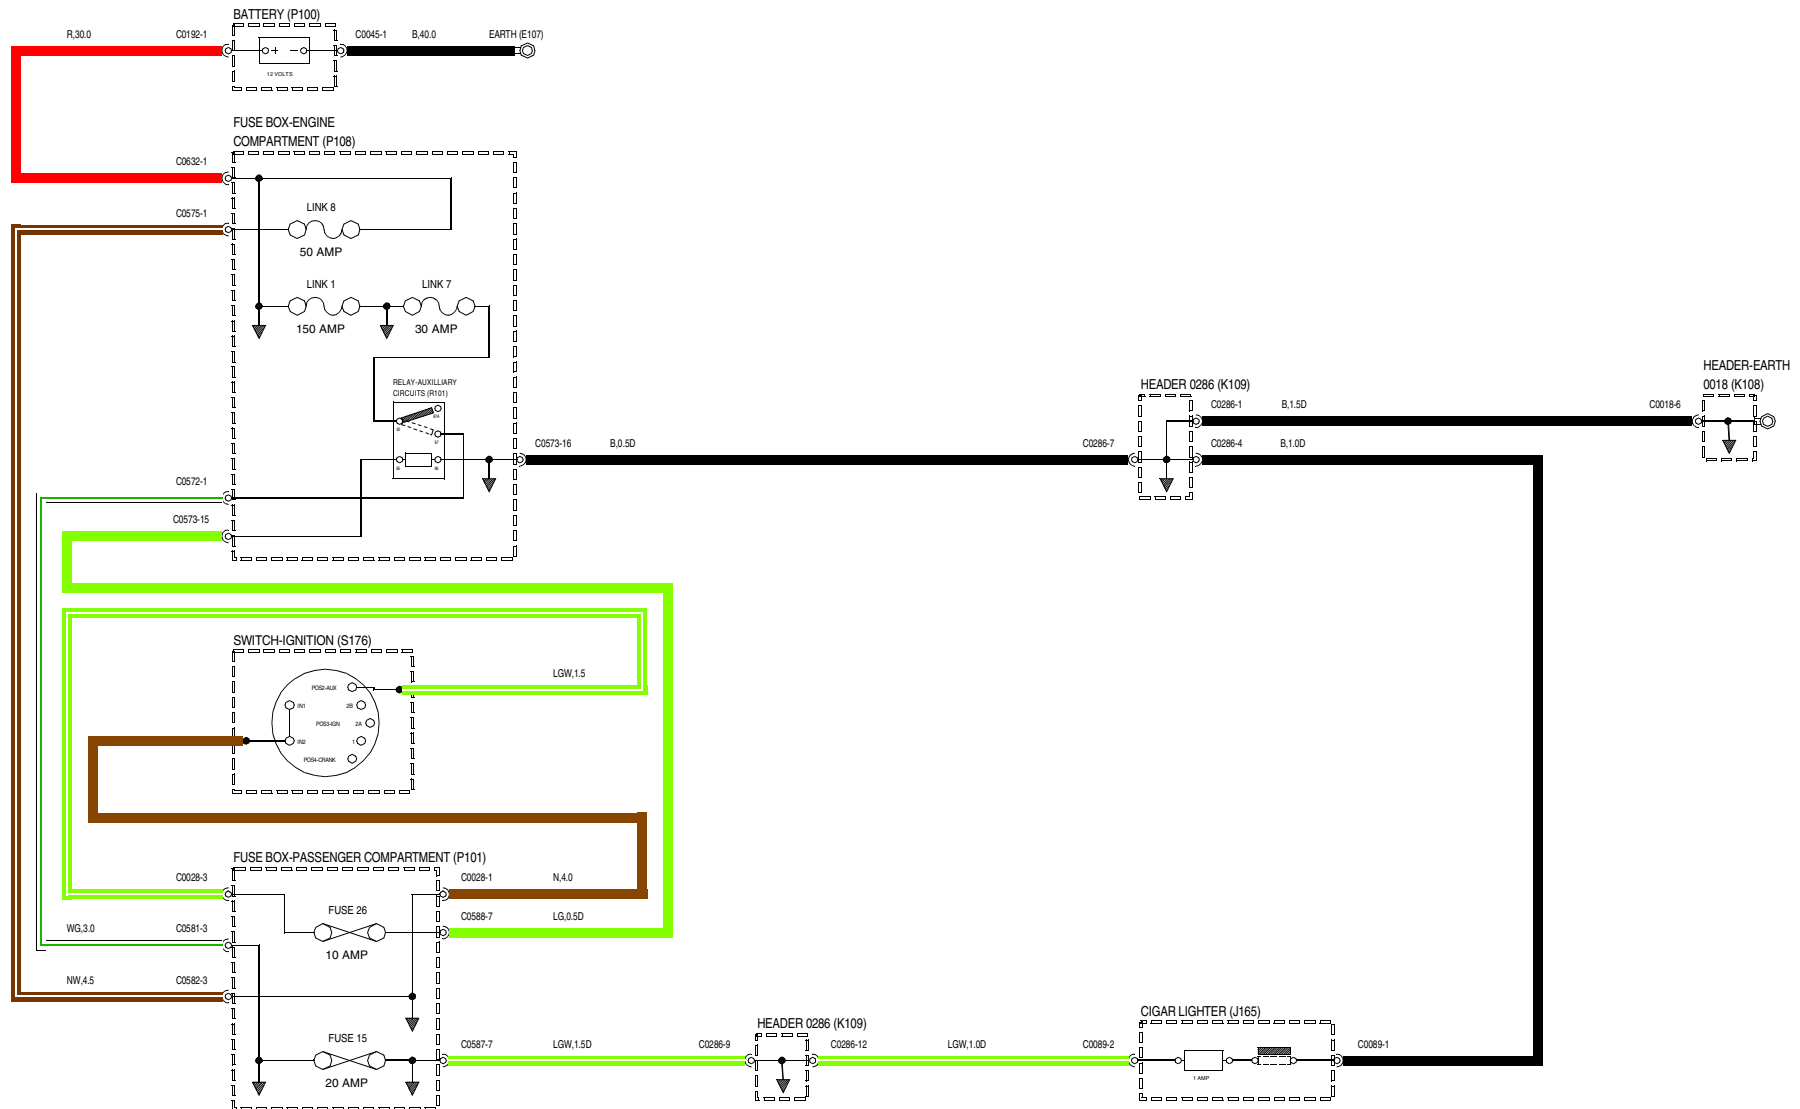 BATTERY (P100)
R,30.0
C0192-1
C0045-1
B,40.0
EARTH (E107)
12 VOLTS
FUSE BOX-ENGINE
COMPARTMENT (P108)
C0632-1
C0575-1
LINK 8
50 AMP
LINK 1
LINK 7
150 AMP
30 AMP
RELAY-AUXILLIARY
CIRCUITS (R101)
HEADER-EARTH
0018 (K108)
HEADER 0286 (K109)
C0286-1
B,1.5D
C0018-6
C0573-16
B,0.5D
C0286-7
C0286-4
B,1.0D
87
C0572-1
C0573-15
SWITCH-IGNITION (S176)
LGW,1.5
POS2-AUX
IN1
2B
POS3-IGN
2A
IN2
1
POS4-CRANK
FUSE BOX-PASSENGER COMPARTMENT (P101)
C0028-3
C0028-1
N,4.0
FUSE 26
C0588-7
LG,0.5D
WG,3.0
C0581-3
10 AMP
NW,4.5
C0582-3
FUSE 15
20 AMP
C0587-7
LGW,1.5D
C0286-9
HEADER 0286 (K109)
C0286-12
LGW,1.0D
C0089-2
CIGAR LIGHTER (J165)
1 AMP
C0089-1